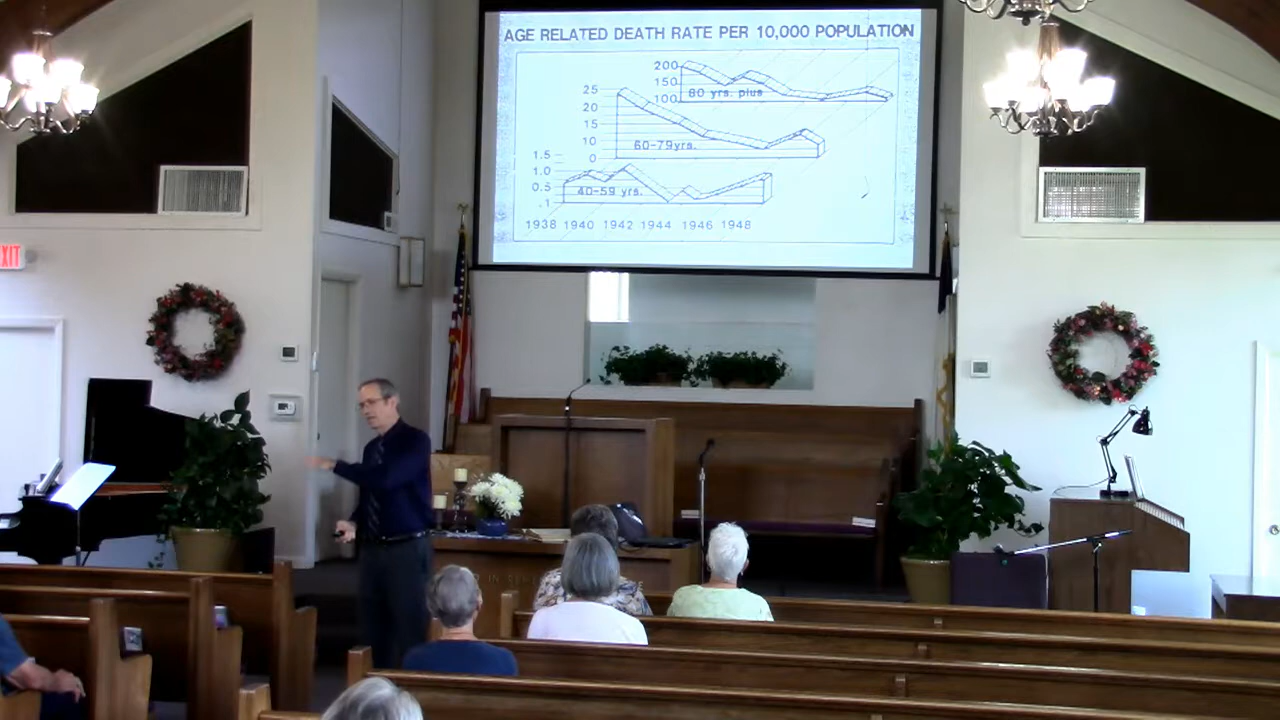 AGE RELATED DEATH RATE PER 10,000 POPULATION
200
150
100
80 yrs. plus
25
20
15
10
5
0
60-79yrs.
1.5
1.0
0.5
.1
40-59 yrs.
1938 1940 1942 1944 1946 1948
EXIT